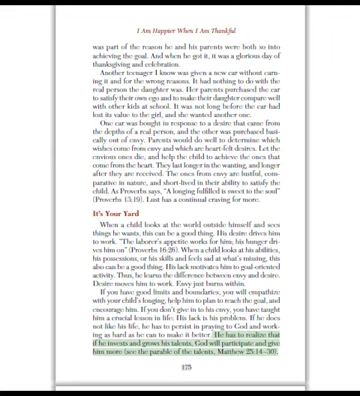 I Am Happier When I Am Thankful
was part of the reason he and his parents were both so into
achieving the goal. And when he got it, it was a glorious day of
thanksgiving and celebration.
Another teenager I know was given a new car without earn-
ing it and for the wrong reasons. It had nothing to do with the
real person the daughter was. Her parents purchased the car
to satisfy their own ego and to make their daughter compare well
with other kids at school. It was not long before the car had
lost its value to the girl, and she wanted another one.
One car was bought in response to a desire that came from
the depths of a real person, and the other was purchased basi-
cally out of envy. Parents would do well to determine which
wishes come from envy and which are heart-felt desires. Let the
envious ones die, and help the child to achieve the ones that
come from the heart. They last longer in the wanting, and longer
after they are received. The ones from envy are lustful, com-
parative in nature, and short-lived in their ability to satisfy the
child. As Proverbs says, "A longing fulfilled is sweet to the soul"
(Proverbs 13:19). Lust has a continual craving for more.
It's Your Yard
When a child looks at the world outside himself and sees
things he wants, this can be a good thing. His desire drives him
to work. "The laborer's appetite works for him; his hunger dri-
ves him on" (Proverbs 16:26). When a child looks at his abilities,
his possessions, or his skills and feels sad at what's missing, this
also can be a good thing. His lack motivates him to goal-oriented
activity. Thus, he learns the difference between envy and desire.
Desire moves him to work. Envy just burns within.
If you have good limits and boundaries, you will empathize
with your child's longing, help him to plan to reach the goal, and
encourage him. If you don't give in to his envy, you have taught
him a crucial lesson in life. His lack is his problem. If he does
not like his life, he has to persist in praying to God and work-
ing as hard as he can to make it better. He has to realize that
if he invests and grows his talents, God will participate and give
him more (see the parable of the talents, Matthew 25:14–30).
175